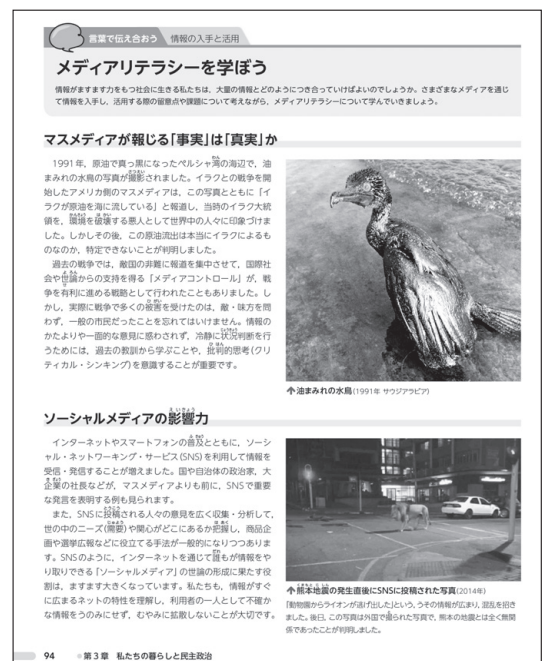 言葉で伝え合おう 情報の入手と活用
メディアリテラシーを学ぼう
情報がますます力をもつ社会に生きる私たちは,大量の情報とどのようにつき合っていけばよいのでしょうか。さまざまなメディアを通じ
て情報を入手し,活用する際の留意点や課題について考えながら,メディアリテラシーについて学んでいきましょう。
マスメディアが報じる「事実」は「真実」か
1991年,原油で真っ黒になったペルシャ湾の海辺で,油
まみれの水鳥の写真が撮影されました。イラクとの戦争を開
始したアメリカ側のマスメディアは,この写真とともに「イ
ラクが原油を海に流している」と報道し,当時のイラク大統
領を,環境を破壊する悪人として世界中の人々に印象づけま
した。しかしその後,この原油流出は本当にイラクによるも
のなのか,特定できないことが判明しました。
過去の戦争では,敵国の非難に報道を集中させて,国際社
会や世論からの支持を得る「メディアコントロール」が,戦
争を有利に進める戦略として行われたこともありました。し
かし,実際に戦争で多くの被害を受けたのは,敵・味方を問
わず,一般の市民だったことを忘れてはいけません。情報の
かたよりや一面的な意見に惑わされず,冷静に状況判断を行
うためには,過去の教訓から学ぶことや,批判的思考(クリ
ティカル・シンキング)を意識することが重要です。
油まみれの水鳥(1991年 サウジアラビア)
ソーシャルメディアの影響力
インターネットやスマートフォンの普及とともに,ソーシ
ャル・ネットワーキング・サービス(SNS)を利用して情報を
受信・発信することが増えました。国や自治体の政治家,大
企業の社長などが,マスメディアよりも前に,SNSで重要
な発言を表明する例も見られます。
また,SNSに投稿される人々の意見を広く収集・分析して,
世の中のニーズ(需要)や関心がどこにあるか把握し,商品企
画や選挙広報などに役立てる手法が一般的になりつつありま
す。SNSのように,インターネットを通じて誰もが情報をや
り取りできる「ソーシャルメディア」の世論の形成に果たす役
割は,ますます大きくなっています。私たちも,情報がすぐ
に広まるネットの特性を理解し,利用者の一人として不確か
な情報をうのみにせず,むやみに拡散しないことが大切です。
熊本地震の発生直後にSNSに投稿された写真(2014年)
「動物園からライオンが逃げ出した」という,うその情報が広まり,混乱を招き
ました。後日,この写真は外国で撮られた写真で,熊本の地震とは全く無関
係であったことが判明しました。
94 第3章 私たちの暮らしと民主政治